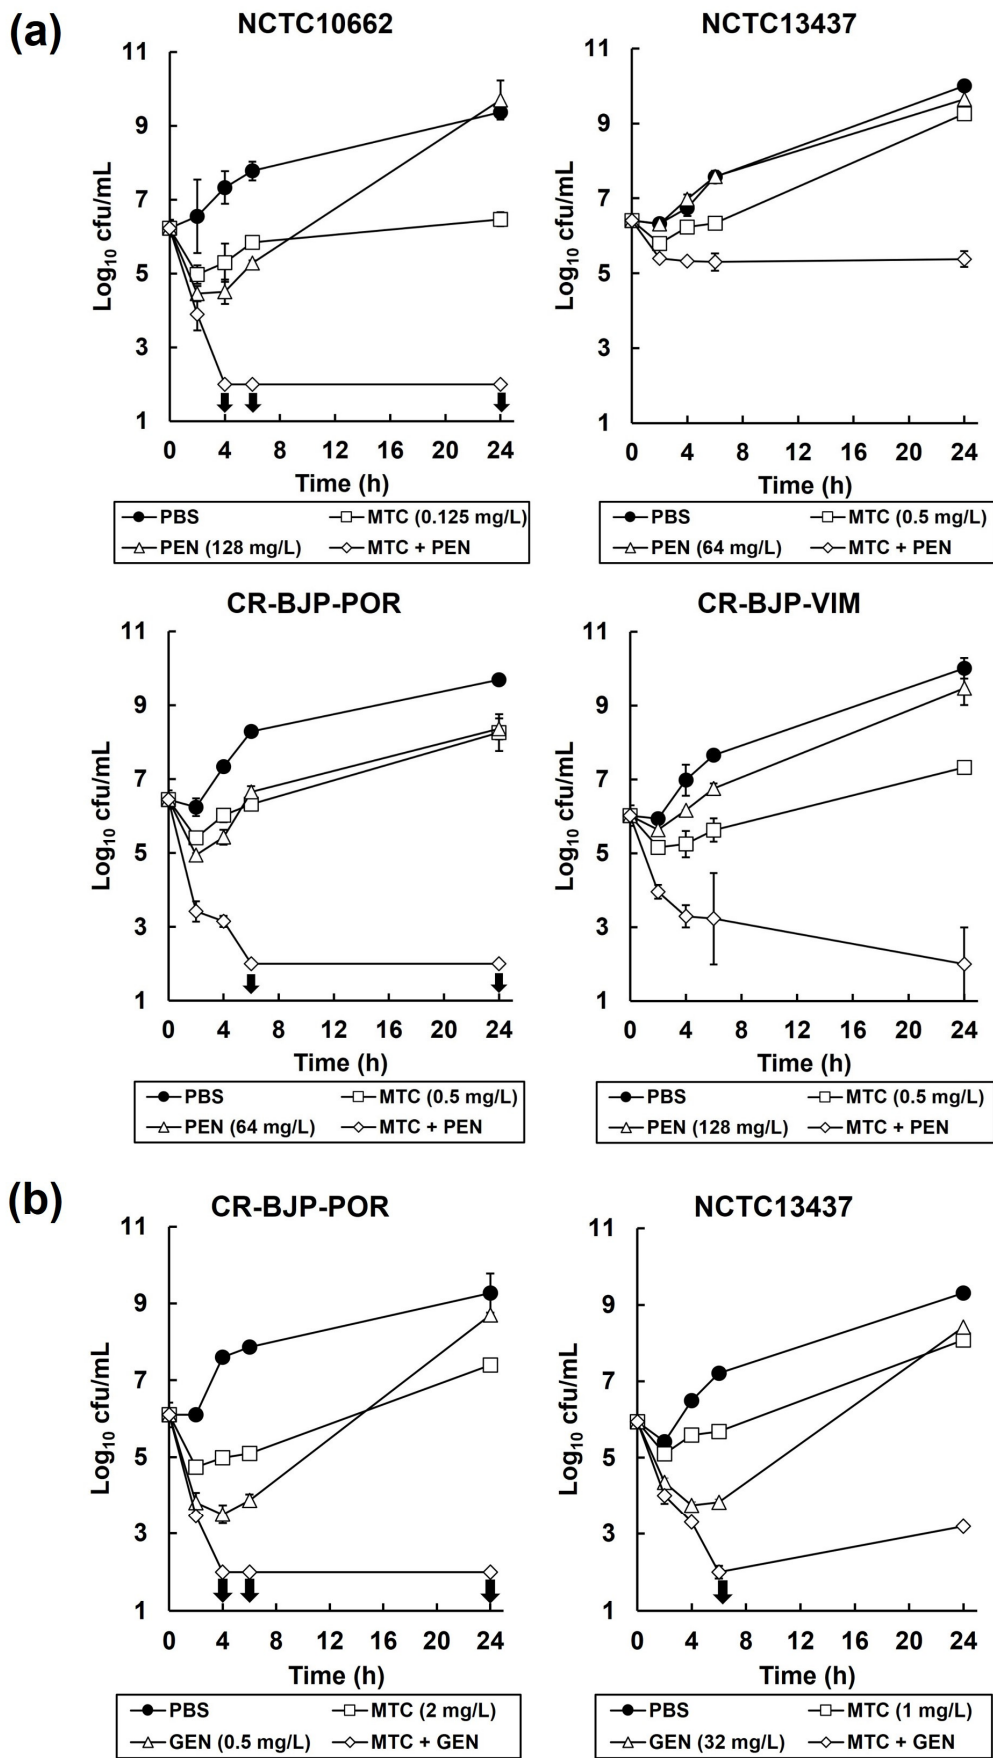 (a)
NCTC10662
NCTC13437
Log10 cfu/mL
11
9
7
5
3
1
0 4 8 12 16 20 24
Time (h)
PBS MTC (0.125 mg/L)
PEN (128 mg/L) MTC + PEN
Log10 cfu/mL
11
9
7
5
3
1
0 4 8 12 16 20 24
Time (h)
PBS MTC (0.5 mg/L)
PEN (64 mg/L) MTC + PEN
CR-BJP-POR
CR-BJP-VIM
Log10 cfu/mL
11
9
7
5
3
1
0 4 8 12 16 20 24
Time (h)
PBS MTC (0.5 mg/L)
PEN (64 mg/L) MTC + PEN
Log10 cfu/mL
11
9
7
5
3
1
0 4 8 12 16 20 24
Time (h)
PBS MTC (0.5 mg/L)
PEN (128 mg/L) MTC + PEN
(b)
CR-BJP-POR
NCTC13437
Log10 cfu/mL
11
9
7
5
3
1
0 4 8 12 16 20 24
Time (h)
PBS MTC (2 mg/L)
GEN (0.5 mg/L) MTC + GEN
Log10 cfu/mL
11
9
7
5
3
1
0 4 8 12 16 20 24
Time (h)
PBS MTC (1 mg/L)
GEN (32 mg/L) MTC + GEN